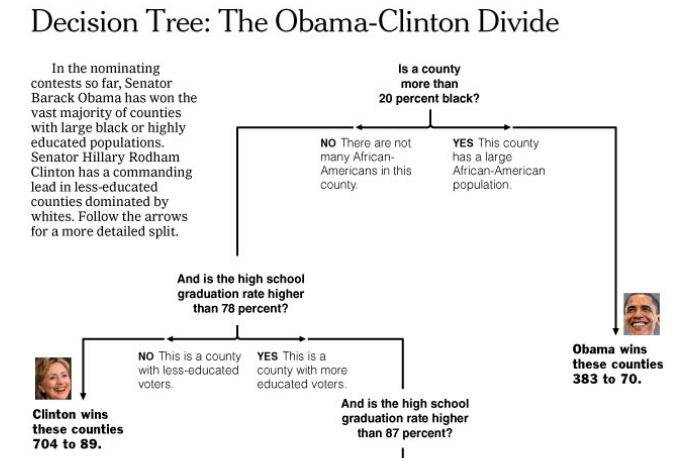 Decision Tree: The Obama-Clinton Divide
In the nominating
contests so far, Senator
Barack Obama has won the
vast majority of counties
with large black or highly
educated populations.
Senator Hillary Rodham
Clinton has a commanding
lead in less-educated
counties dominated by
whites. Follow the arrows
for a more detailed split.
Is a county
more than
20 percent black?
NO There are not
many African-
Americans in this
county.
YES This county
has a large
African-American
population.
And is the high school
graduation rate higher
than 78 percent?
Obama wins
these counties
383 to 70.
NO This is a county
with less-educated
voters.
YES This is a
county with more
educated voters.
Clinton wins
these counties
704 to 89.
And is the high school
graduation rate higher
than 87 percent?